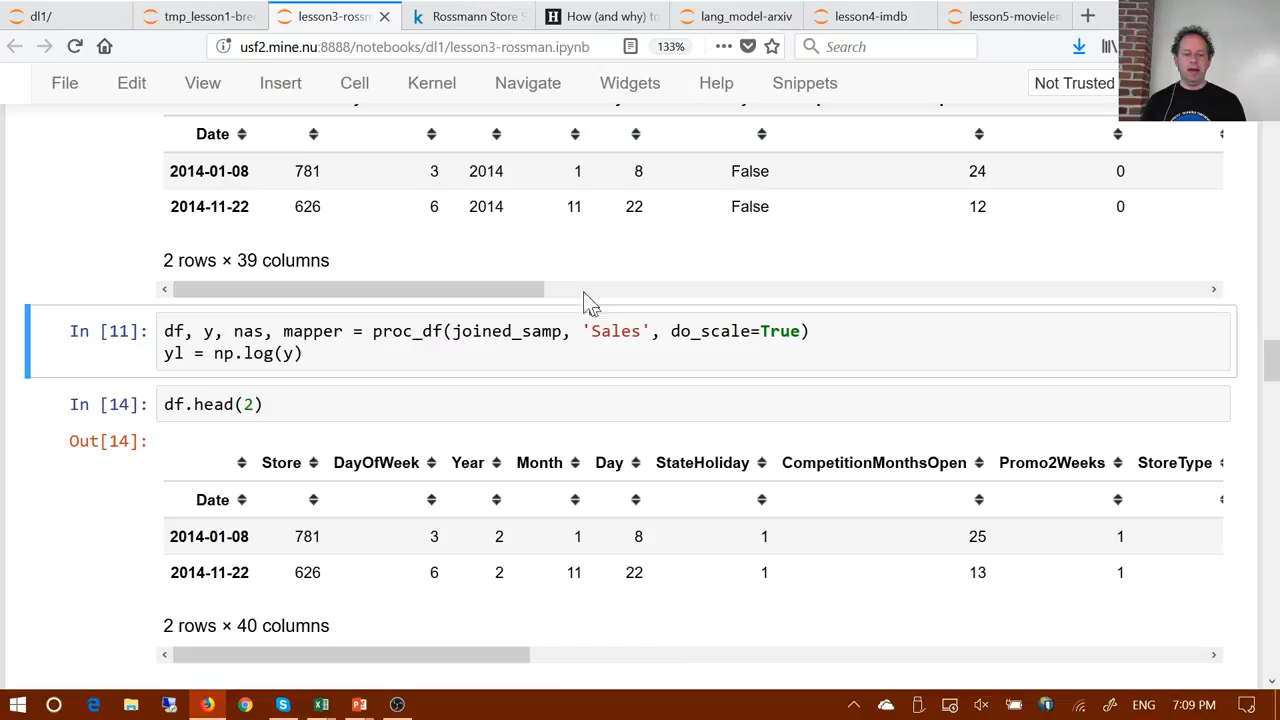 dl1/ tmp_lesson1-bre lesson3-rossm Rossmann Store S How (and why) to lang_model-arxiv lesson4-imdb lesson5-movielen
usf2.mine.nu:8888/notebooks/dl1/lesson3-rossman.ipynb 133% Search
File Edit View Insert Cell Kernel Navigate Widgets Help Snippets Not Trusted
Date
2014-01-08 781 3 2014 1 8 False 24 0
2014-11-22 626 6 2014 11 22 False 12 0
2 rows × 39 columns
In [11]: df, y, nas, mapper = proc_df(joined_samp, 'Sales', do_scale=True)
yl = np.log(y)
In [14]: df.head(2)
Out[14]:
Store DayOfWeek Year Month Day StateHoliday CompetitionMonthsOpen Promo2Weeks StoreType
Date
2014-01-08 781 3 2 1 8 1 25 1
2014-11-22 626 6 2 11 22 1 13 1
2 rows × 40 columns
ENG 7:09 PM